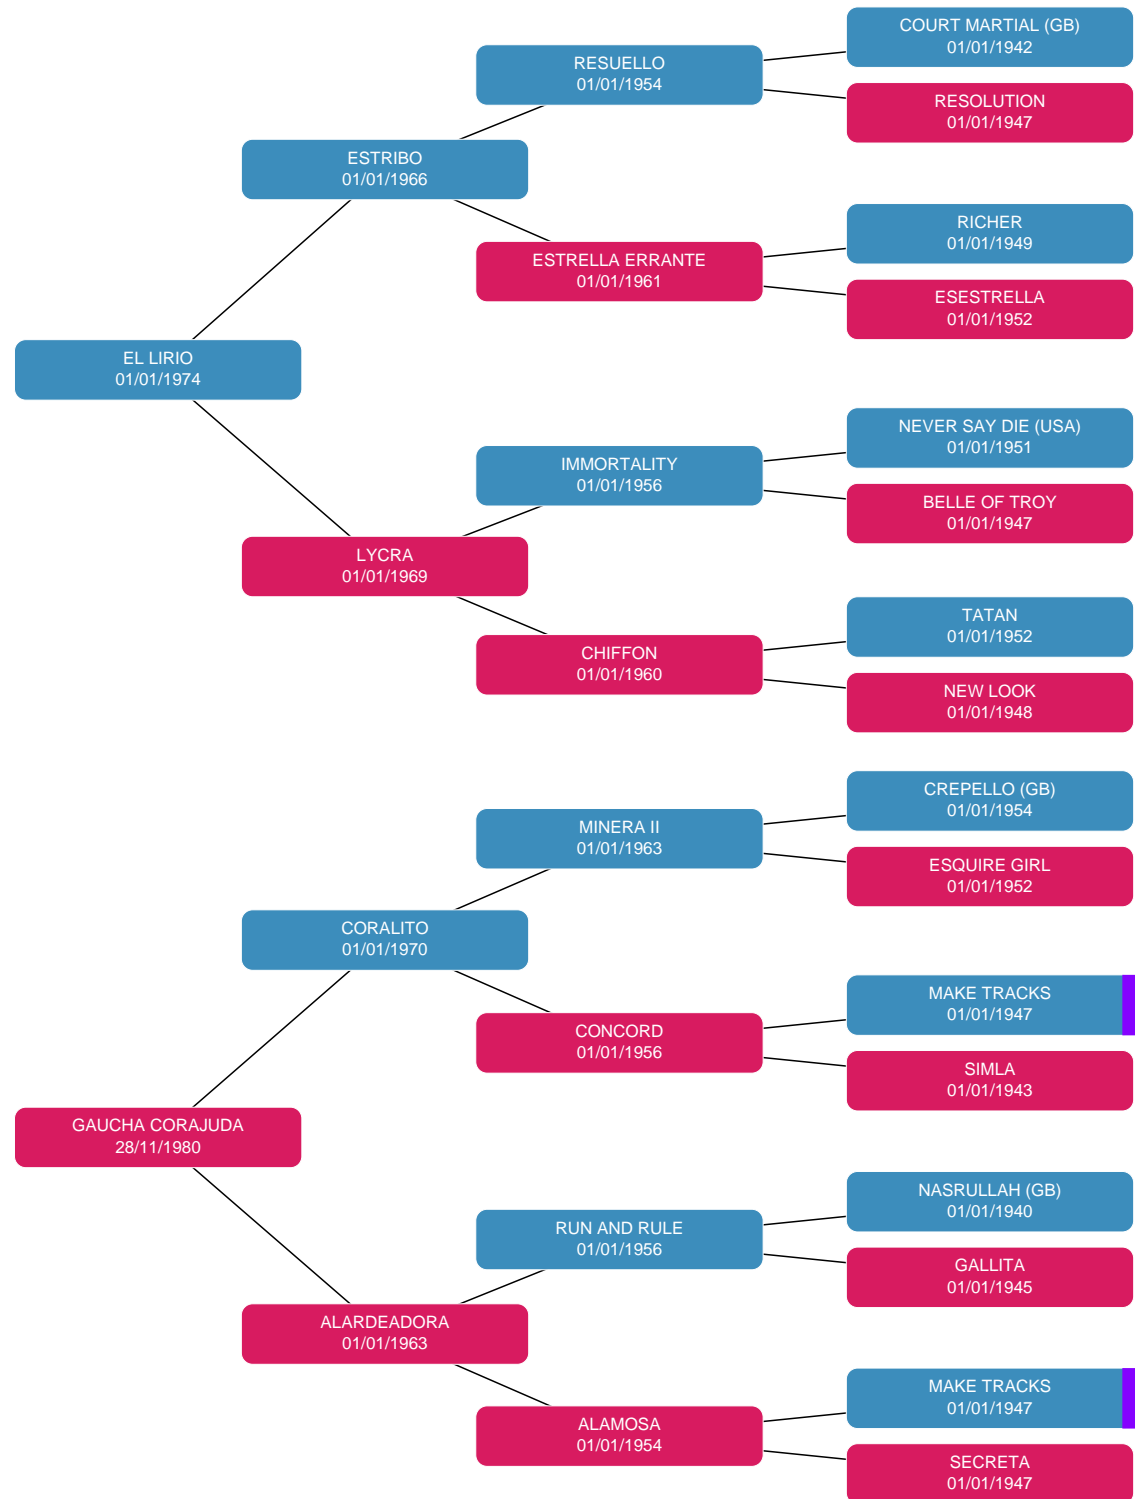 COURT MARTIAL (GB)
01/01/1942
RESUELLO
01/01/1954
RESOLUTION
01/01/1947
ESTRIBO
01/01/1966
RICHER
01/01/1949
ESTRELLA ERRANTE
01/01/1961
ESESTRELLA
01/01/1952
EL LIRIO
01/01/1974
NEVER SAY DIE (USA)
01/01/1951
IMMORTALITY
01/01/1956
BELLE OF TROY
01/01/1947
LYCRA
01/01/1969
TATAN
01/01/1952
CHIFFON
01/01/1960
NEW LOOK
01/01/1948
CREPELLO (GB)
01/01/1954
MINERA II
01/01/1963
ESQUIRE GIRL
01/01/1952
CORALITO
01/01/1970
MAKE TRACKS
01/01/1947
CONCORD
01/01/1956
SIMLA
01/01/1943
GAUCHA CORAJUDA
28/11/1980
NASRULLAH (GB)
01/01/1940
RUN AND RULE
01/01/1956
GALLITA
01/01/1945
ALARDEADORA
01/01/1963
MAKE TRACKS
01/01/1947
ALAMOSA
01/01/1954
SECRETA
01/01/1947